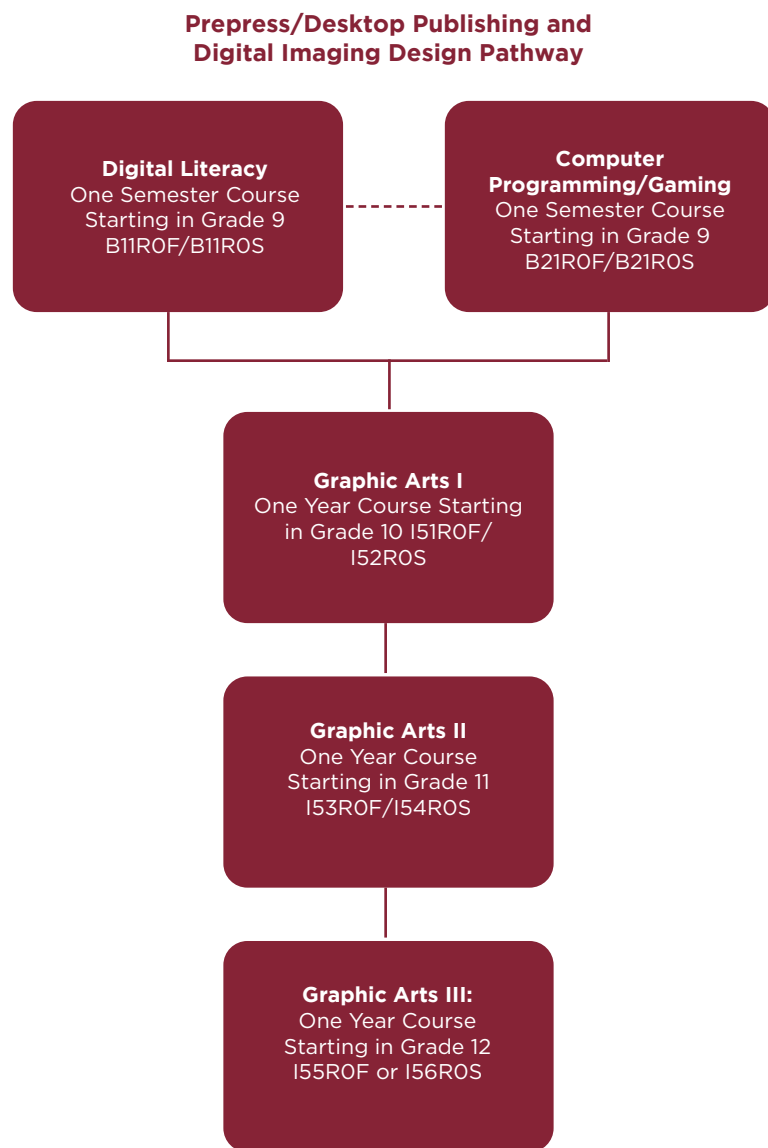 Prepress/Desktop Publishing and
Digital Imaging Design Pathway
Digital Literacy
One Semester Course
Starting in Grade 9
B11R0F/B11R0S
Computer
Programming/Gaming
One Semester Course
Starting in Grade 9
B21R0F/B21R0S
Graphic Arts I
One Year Course Starting
in Grade 10 I51R0F/
I52R0S
Graphic Arts II
One Year Course
Starting in Grade 11
I53R0F/I54R0S
Graphic Arts III:
One Year Course
Starting in Grade 12
I55R0F or I56R0S